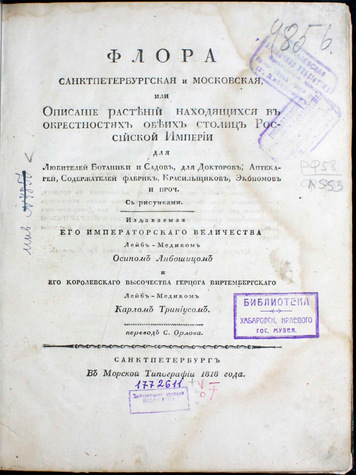 9856.
ФЛОРА
САНКТПЕТЕРБУРГСКАЯ и МОСКОВСКАЯ,
или
Описаніе растѣній находящихся въ
окрестностяхъ обѣихъ столицъ Рос-
сійской Имперіи
для
Любителей Ботаники и Садовъ, для Докторовъ, Аптека-
рей, Содержателей фабрикъ, Красильщиковъ, Экономовъ
и проч.
Съ рисунками.
Издаваемая
ЕГО ИМПЕРАТОРСКАГО ВЕЛИЧЕСТВА
Лейбъ-Медикомъ
Осипомъ Либошицомъ
и
ЕГО КОРОЛЕВСКАГО ВЫСОЧЕСТВА ГЕРЦОГА ВИРТЕМБЕРГСКАГО
Лейбъ-Медикомъ
Карломъ Триніусомъ.
переводъ С. Орлова.
БИБЛИОТЕКА
ХАБАРОВСК. КРАЕВОГО
ГОС. МУЗЕЯ.
САНКТПЕТЕРБУРГЪ
Въ Морской Типографіи 1818 года.
1772611